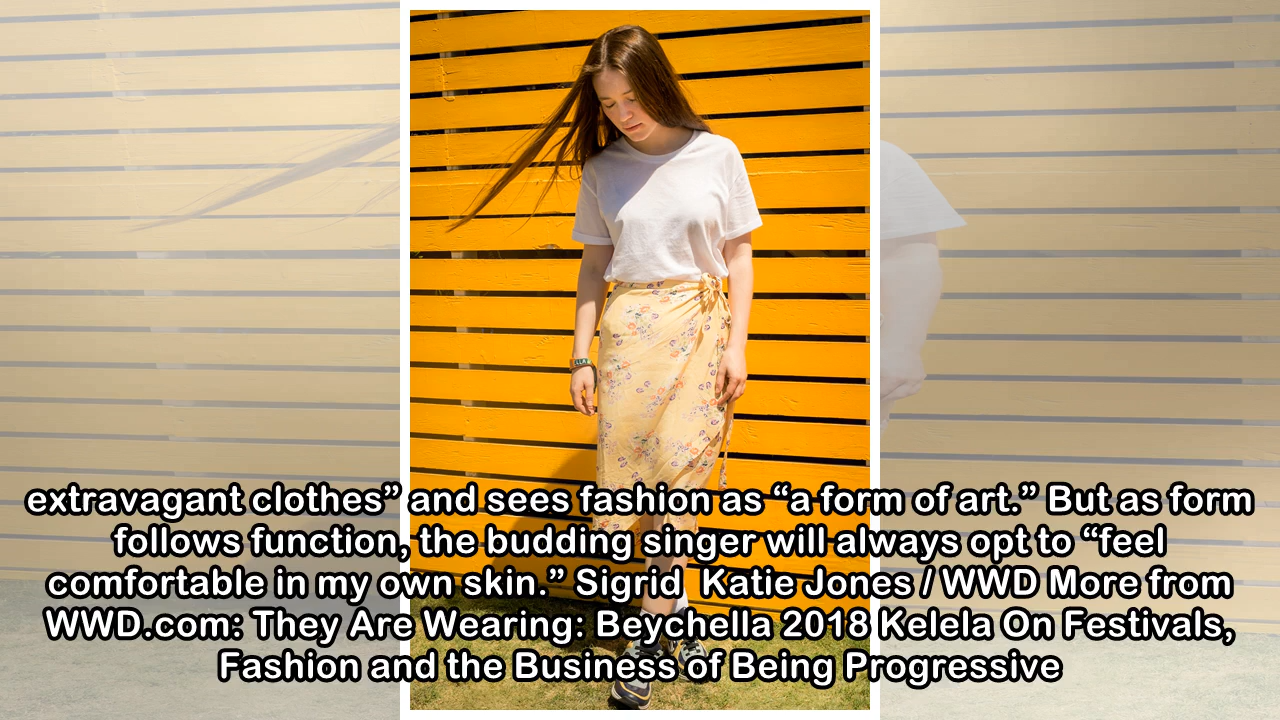 extravagant clothes” and sees fashion as “a form of art.” But as form
follows function, the budding singer will always opt to “feel
comfortable in my own skin.” Sigrid  Katie Jones / WWD More from
WWD.com: They Are Wearing: Beychella 2018 Kelela On Festivals,
Fashion and the Business of Being Progressive